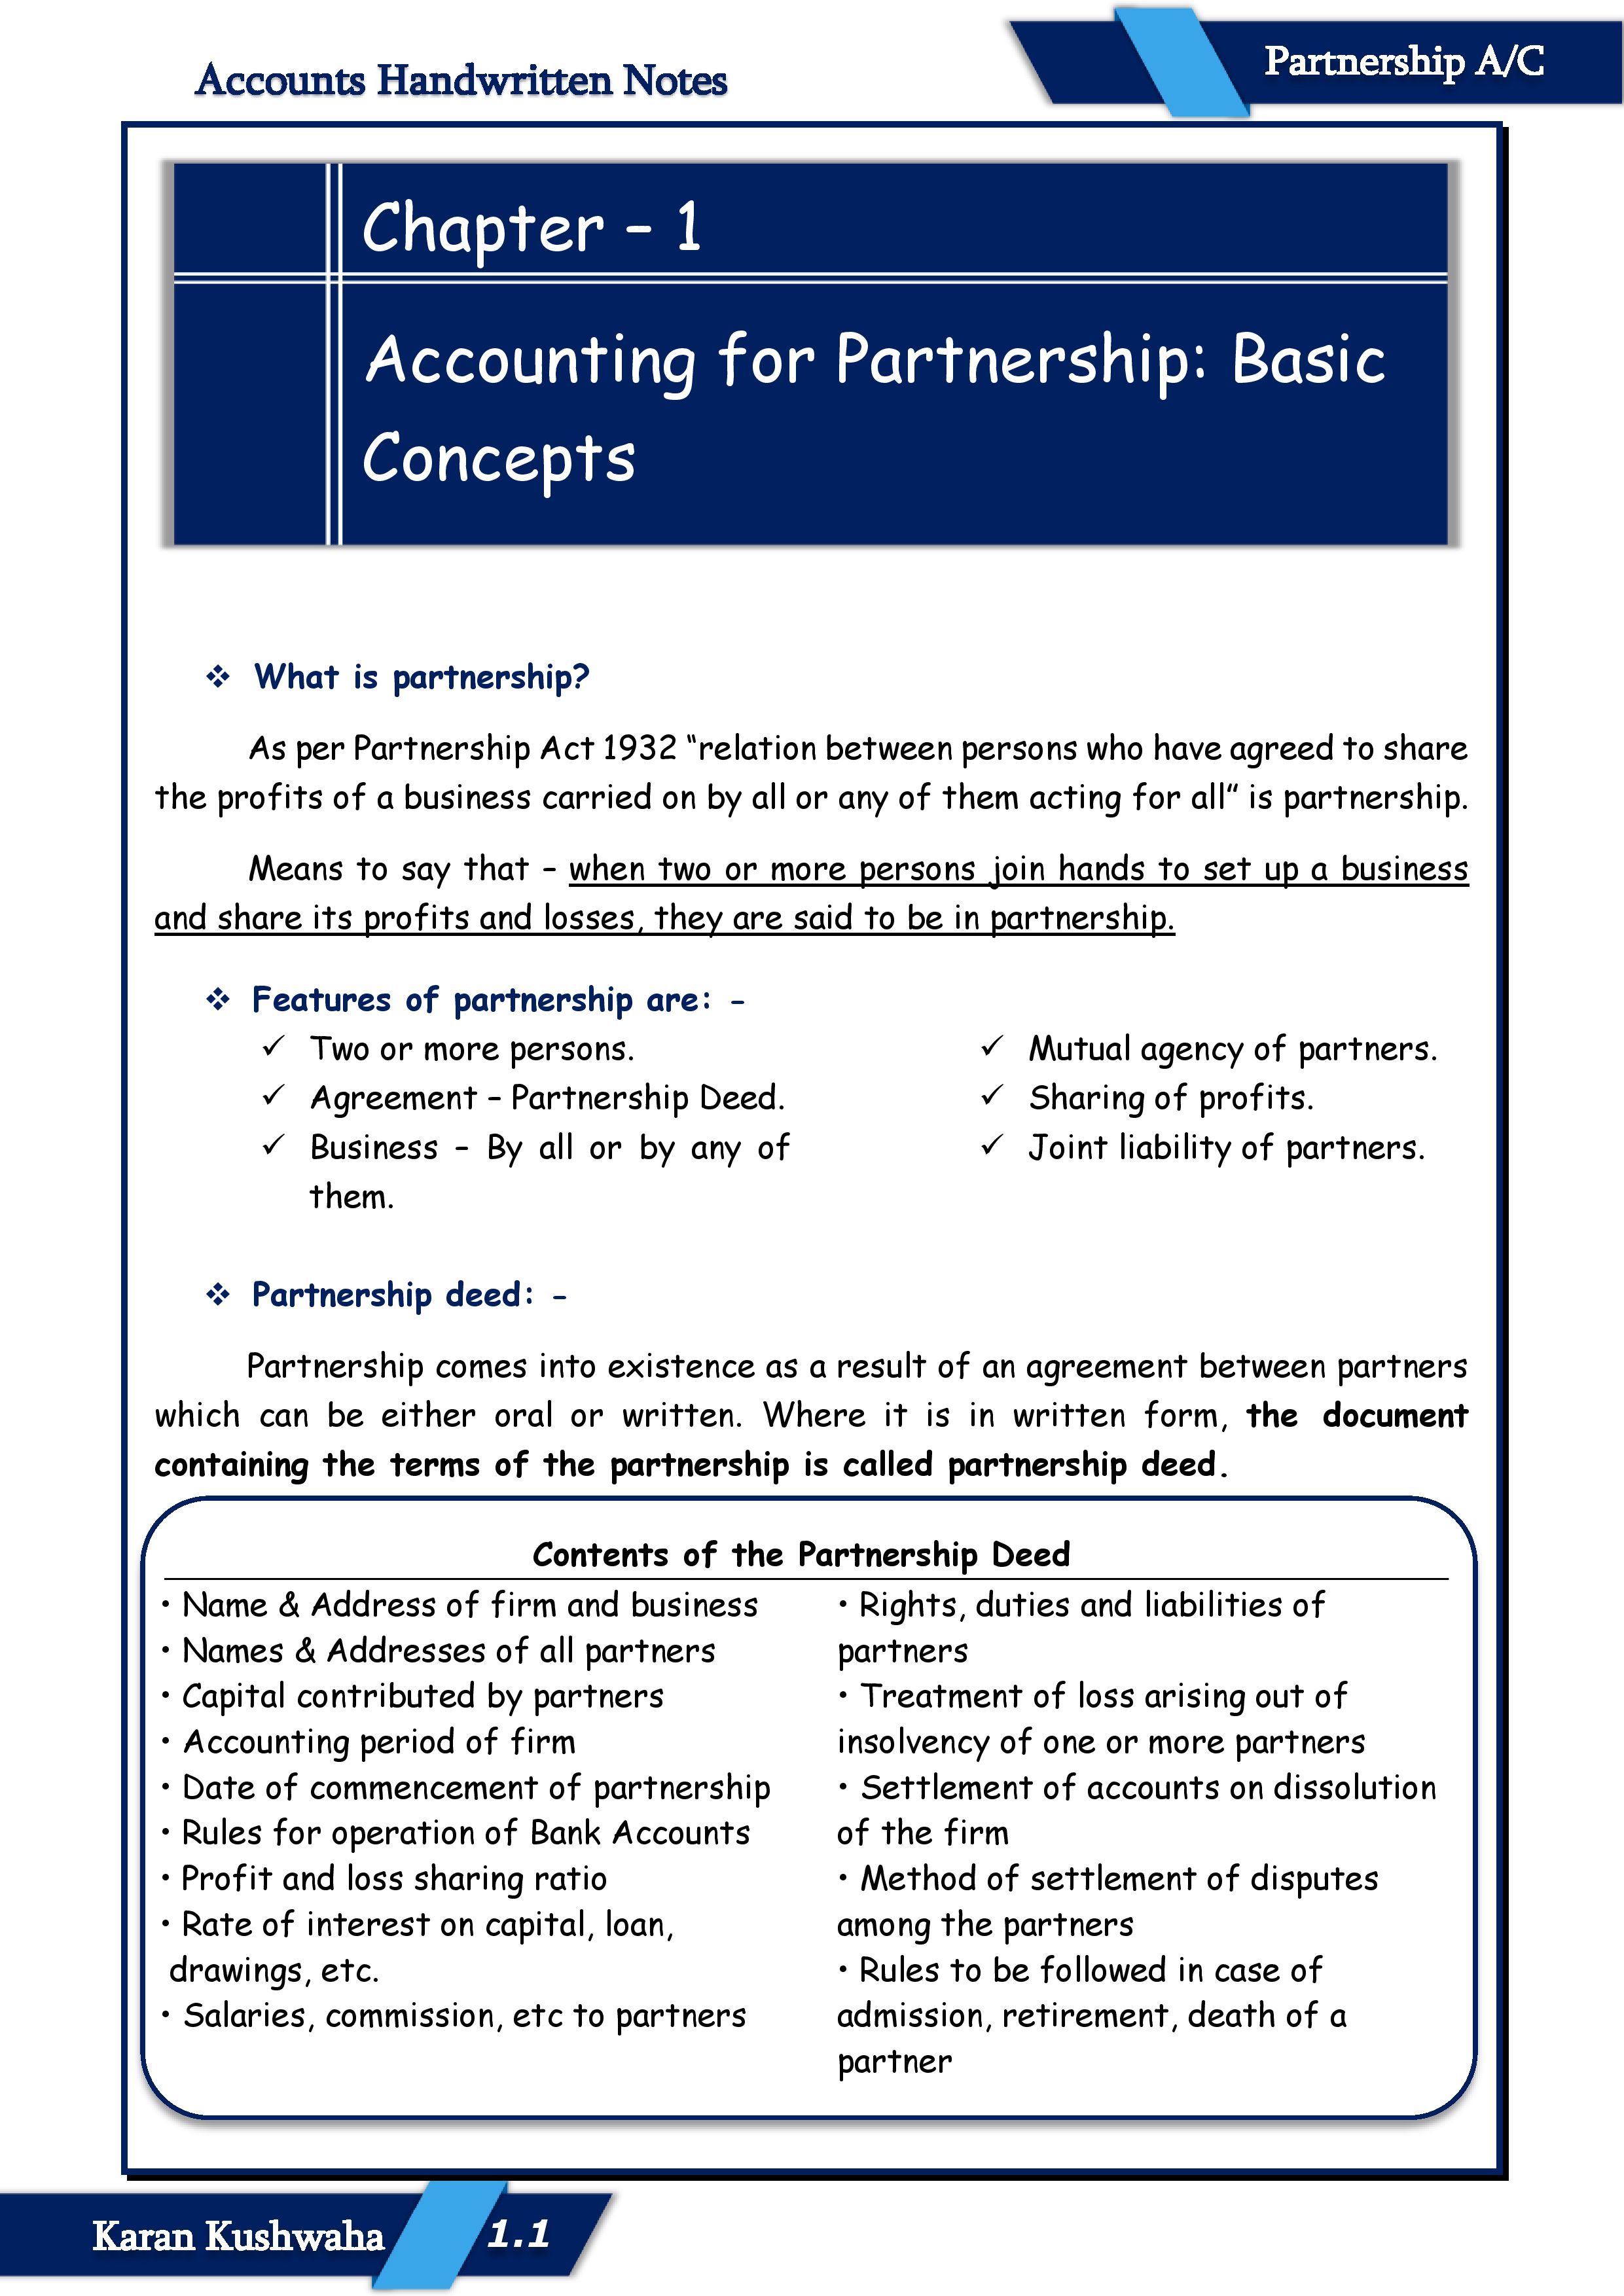 Accounts Handwritten Notes
Partnership A/C
Chapter – 1
Accounting for Partnership: Basic
Concepts
❖ What is partnership?
As per Partnership Act 1932 “relation between persons who have agreed to share
the profits of a business carried on by all or any of them acting for all” is partnership.
Means to say that – when two or more persons join hands to set up a business
and share its profits and losses, they are said to be in partnership.
❖ Features of partnership are: -
✓ Two or more persons.
✓ Agreement – Partnership Deed.
✓ Business – By all or by any of
them.
✓ Mutual agency of partners.
✓ Sharing of profits.
✓ Joint liability of partners.
❖ Partnership deed: -
Partnership comes into existence as a result of an agreement between partners
which can be either oral or written. Where it is in written form, the document
containing the terms of the partnership is called partnership deed.
Contents of the Partnership Deed
• Name & Address of firm and business
• Names & Addresses of all partners
• Capital contributed by partners
• Accounting period of firm
• Date of commencement of partnership
• Rules for operation of Bank Accounts
• Profit and loss sharing ratio
• Rate of interest on capital, loan,
drawings, etc.
• Salaries, commission, etc to partners
• Rights, duties and liabilities of
partners
• Treatment of loss arising out of
insolvency of one or more partners
• Settlement of accounts on dissolution
of the firm
• Method of settlement of disputes
among the partners
• Rules to be followed in case of
admission, retirement, death of a
partner
Karan Kushwaha
1.1